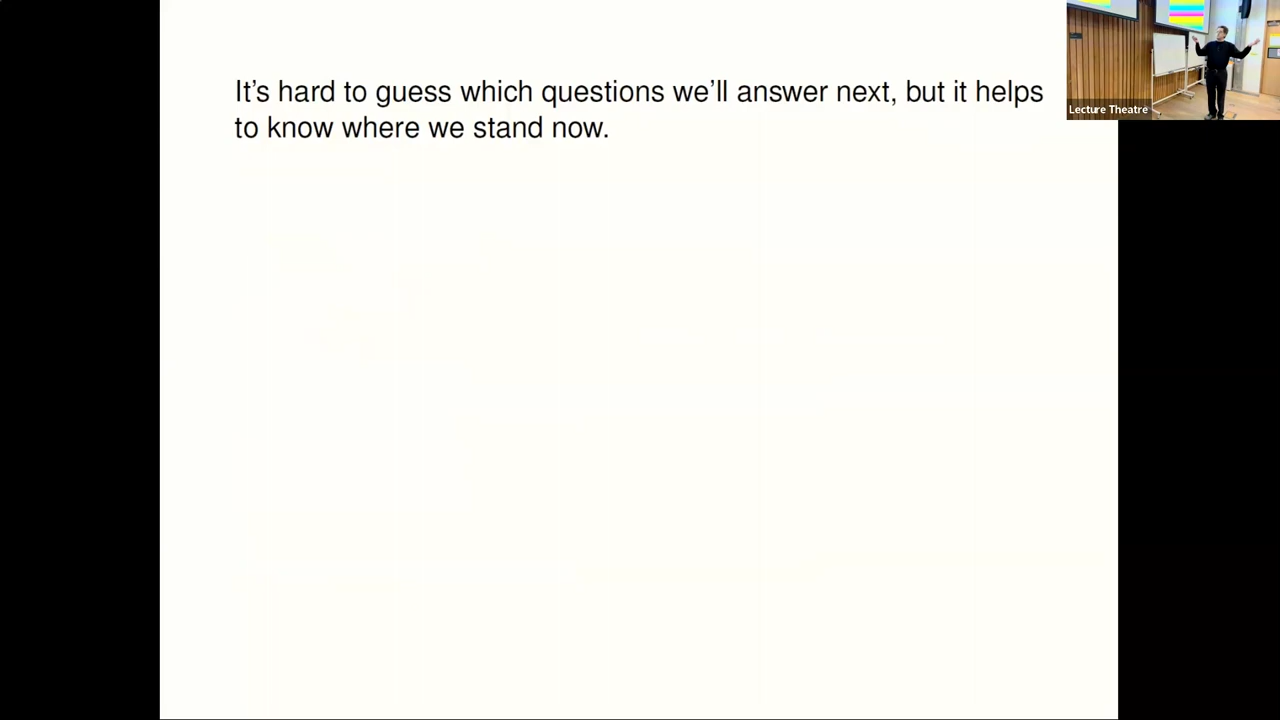 It's hard to guess which questions we'll answer next, but it helps
to know where we stand now.
Lecture Theatre